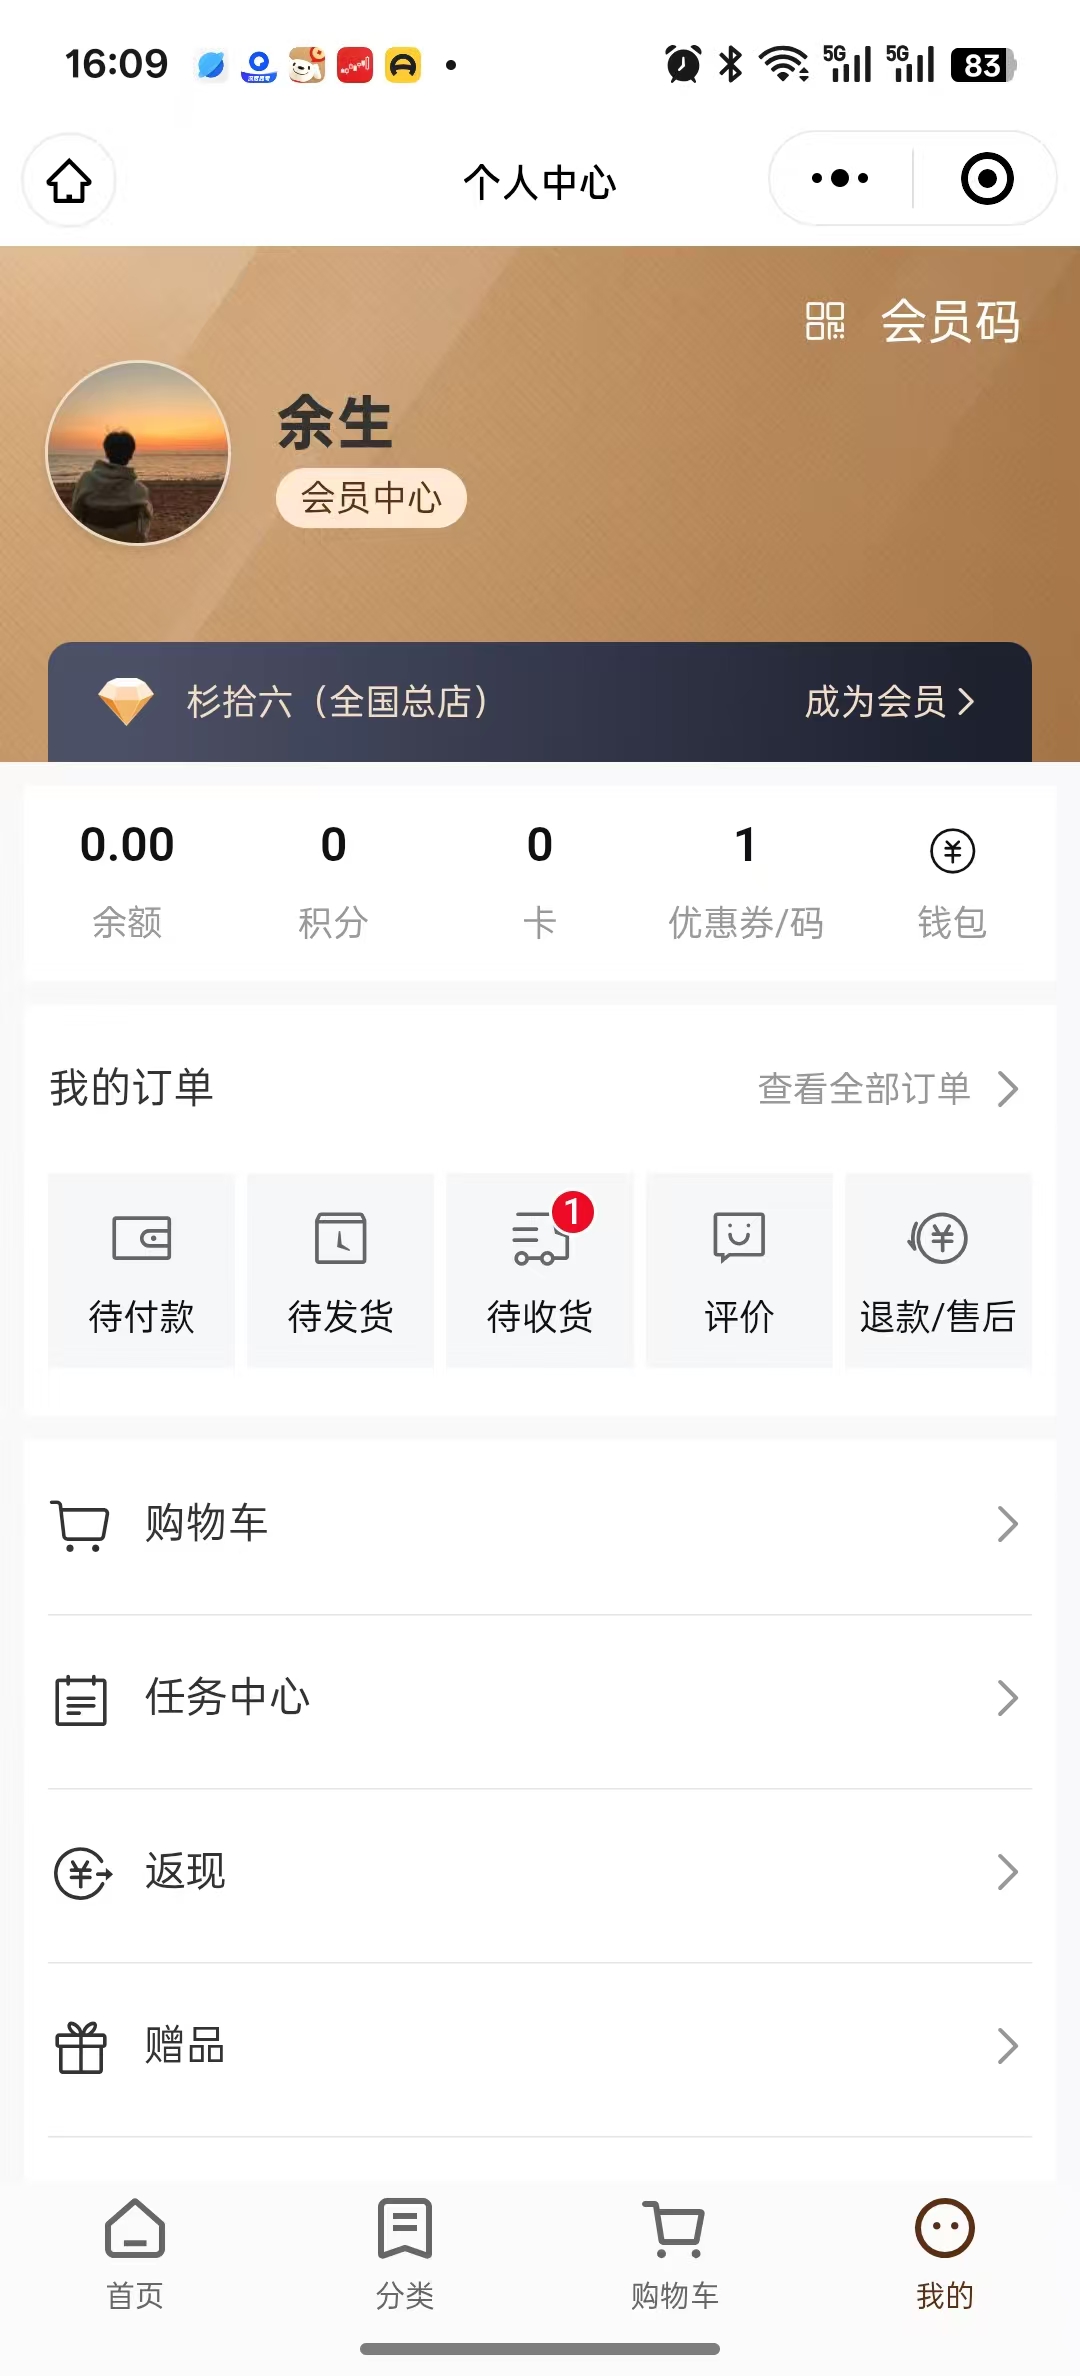 16:09
5G
5G
83
个人中心
会员码
余生
会员中心
杉拾六（全国总店）
成为会员
0.00
0
0
1
余额
积分
卡
优惠券/码
钱包
我的订单
查看全部订单
1
待付款
待发货
待收货
评价
退款/售后
购物车
任务中心
返现
赠品
首页
分类
购物车
我的